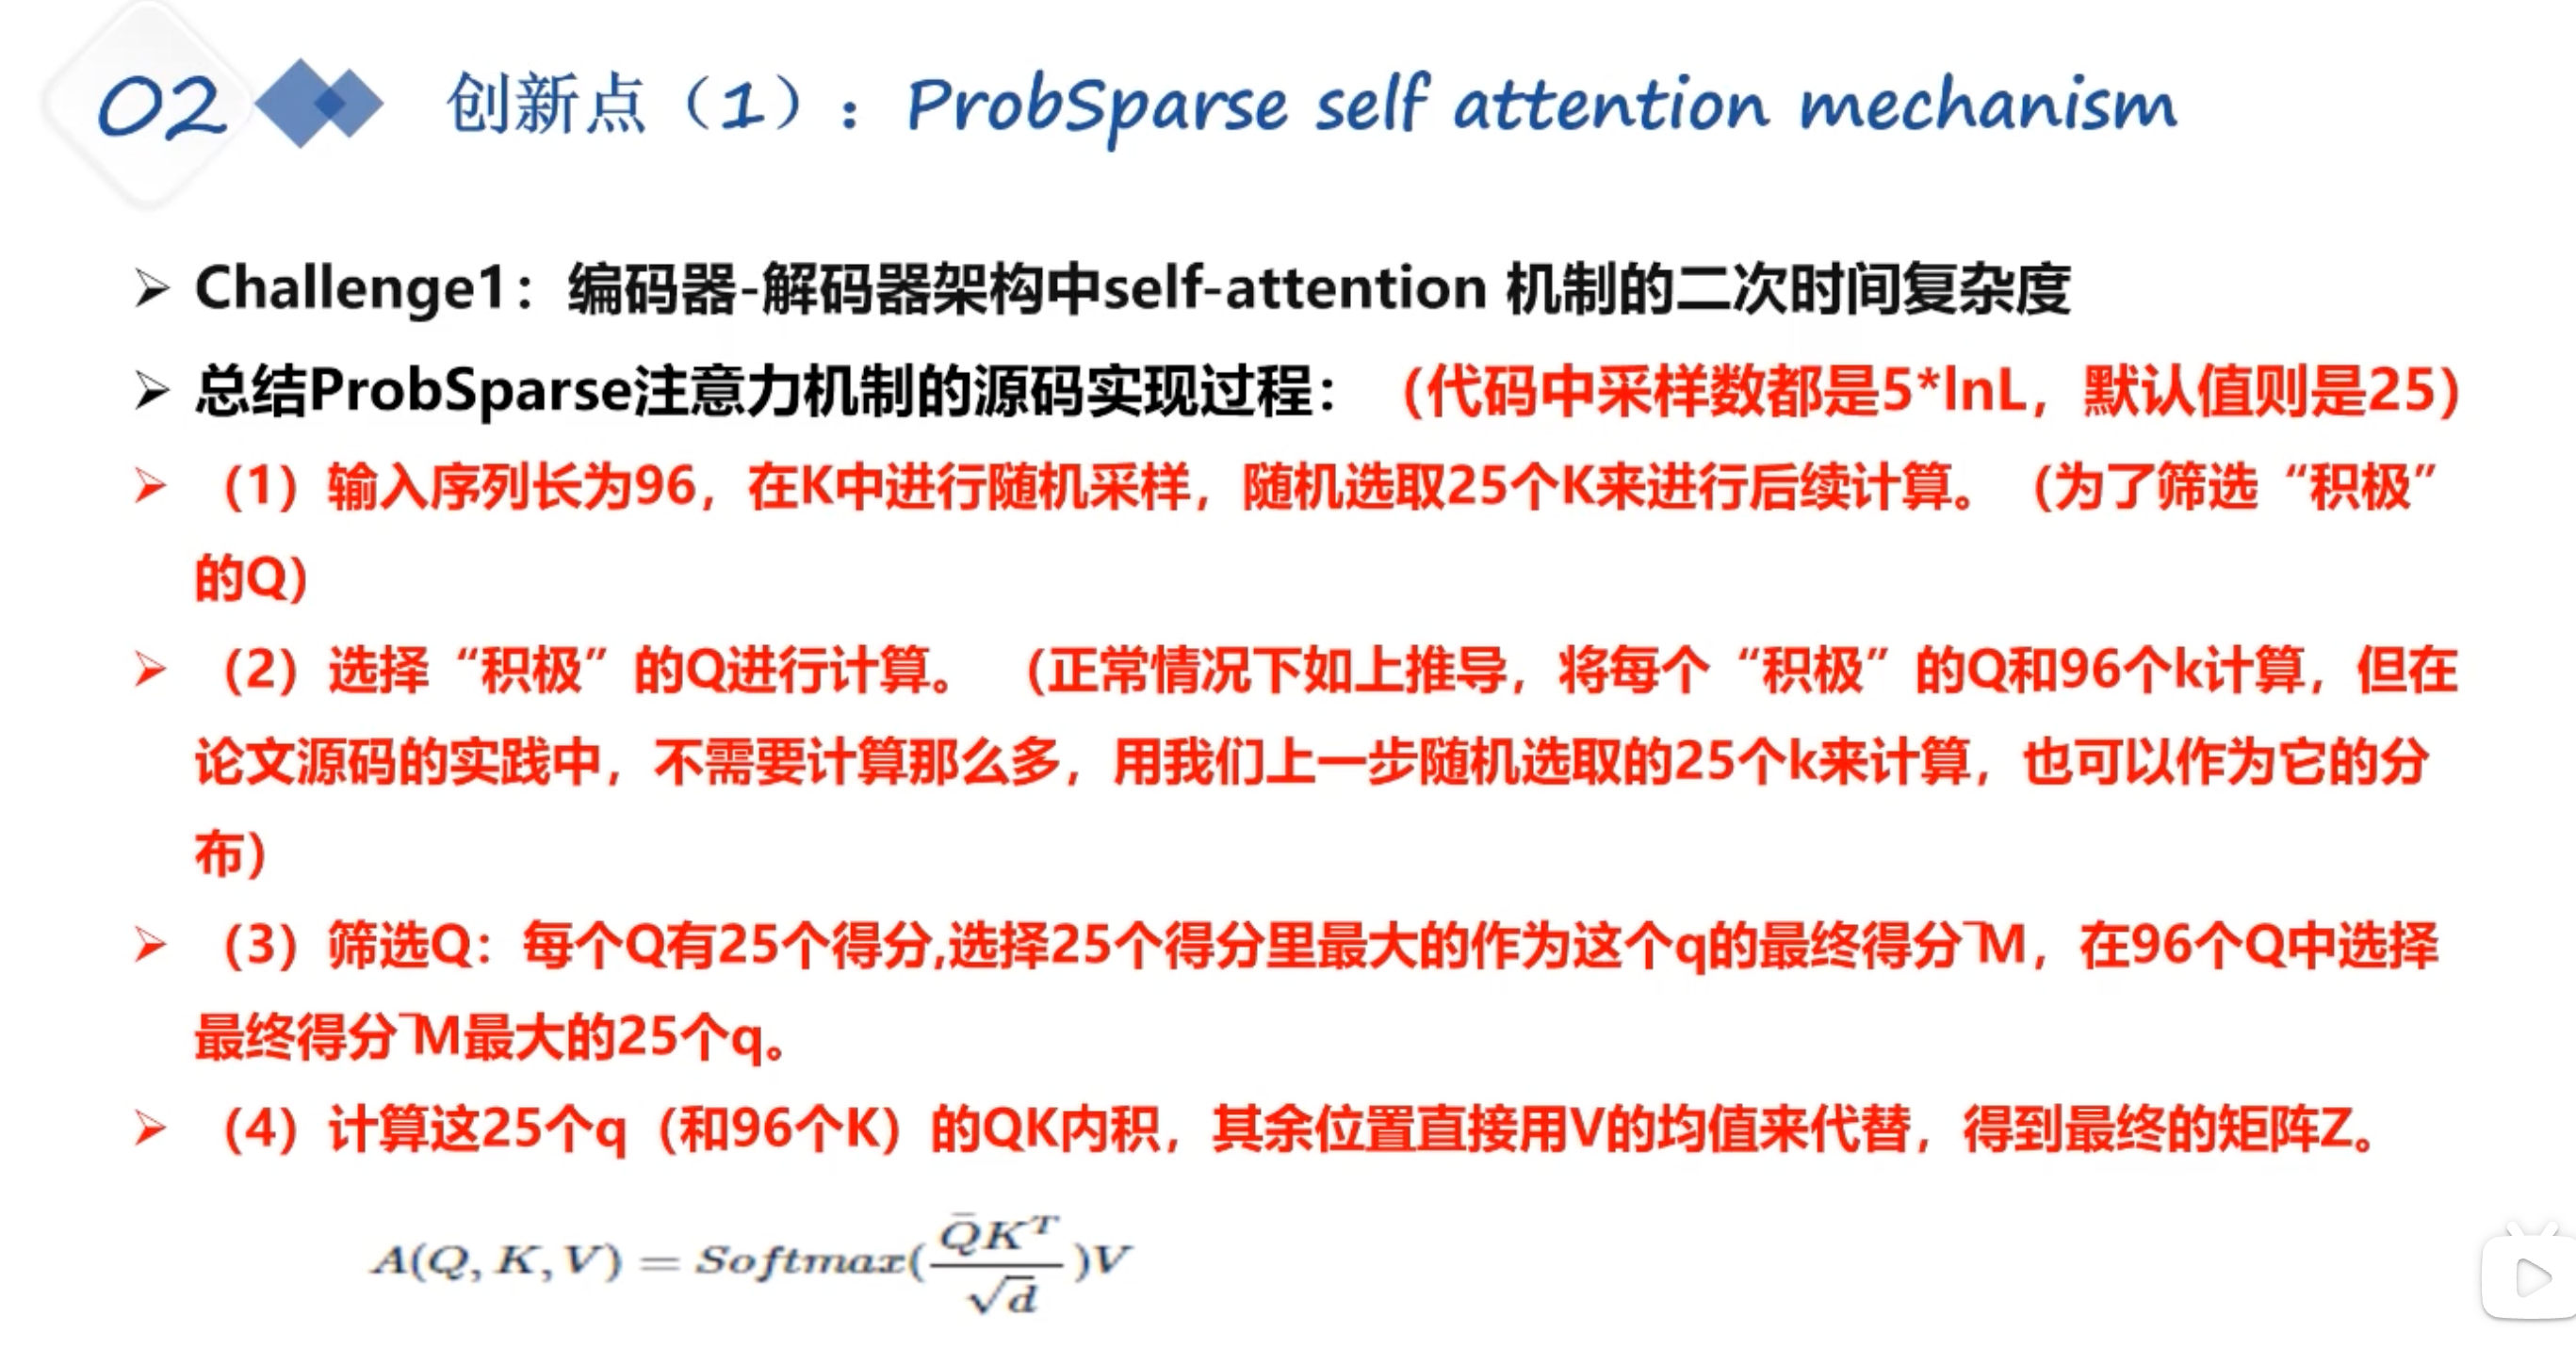 02
创新点（1）：ProbSparse self attention mechanism
Challenge1：编码器-解码器架构中self-attention 机制的二次时间复杂度
总结ProbSparse注意力机制的源码实现过程：（代码中采样数都是5*lnL，默认值则是25）
（1）输入序列长为96，在K中进行随机采样，随机选取25个K来进行后续计算。（为了筛选“积极”
的Q）
（2）选择“积极”的Q进行计算。（正常情况下如上推导，将每个“积极”的Q和96个k计算，但在
论文源码的实践中，不需要计算那么多，用我们上一步随机选取的25个k来计算，也可以作为它的分
布）
（3）筛选Q：每个Q有25个得分,选择25个得分里最大的作为这个q的最终得分¯M，在96个Q中选择
最终得分¯M最大的25个q。
（4）计算这25个q（和96个K）的QK内积，其余位置直接用V的均值来代替，得到最终的矩阵Z。
A(Q, K, V) = Softmax(Q̄K^T/√d)V